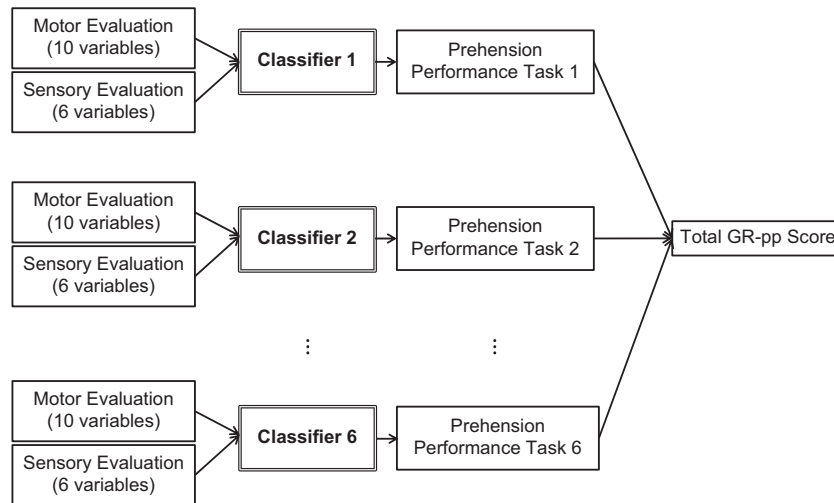 Motor Evaluation
(10 variables)
Sensory Evaluation
(6 variables)
Classifier 1
Prehension
Performance Task 1
Motor Evaluation
(10 variables)
Sensory Evaluation
(6 variables)
Classifier 2
Prehension
Performance Task 2
Total GR-pp Score
Motor Evaluation
(10 variables)
Sensory Evaluation
(6 variables)
Classifier 6
Prehension
Performance Task 6